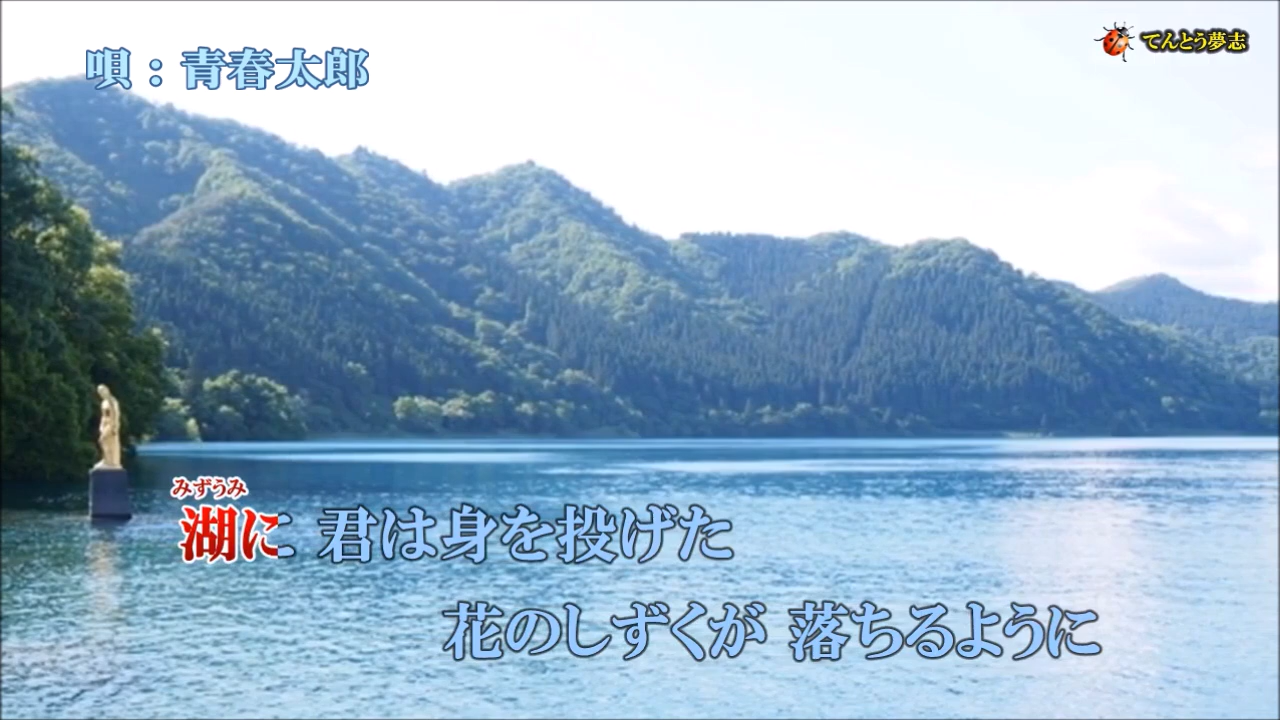 唄：青春太郎
てんとう夢志
みずうみ
湖に 君は身を投げた
花のしずくが 落ちるように